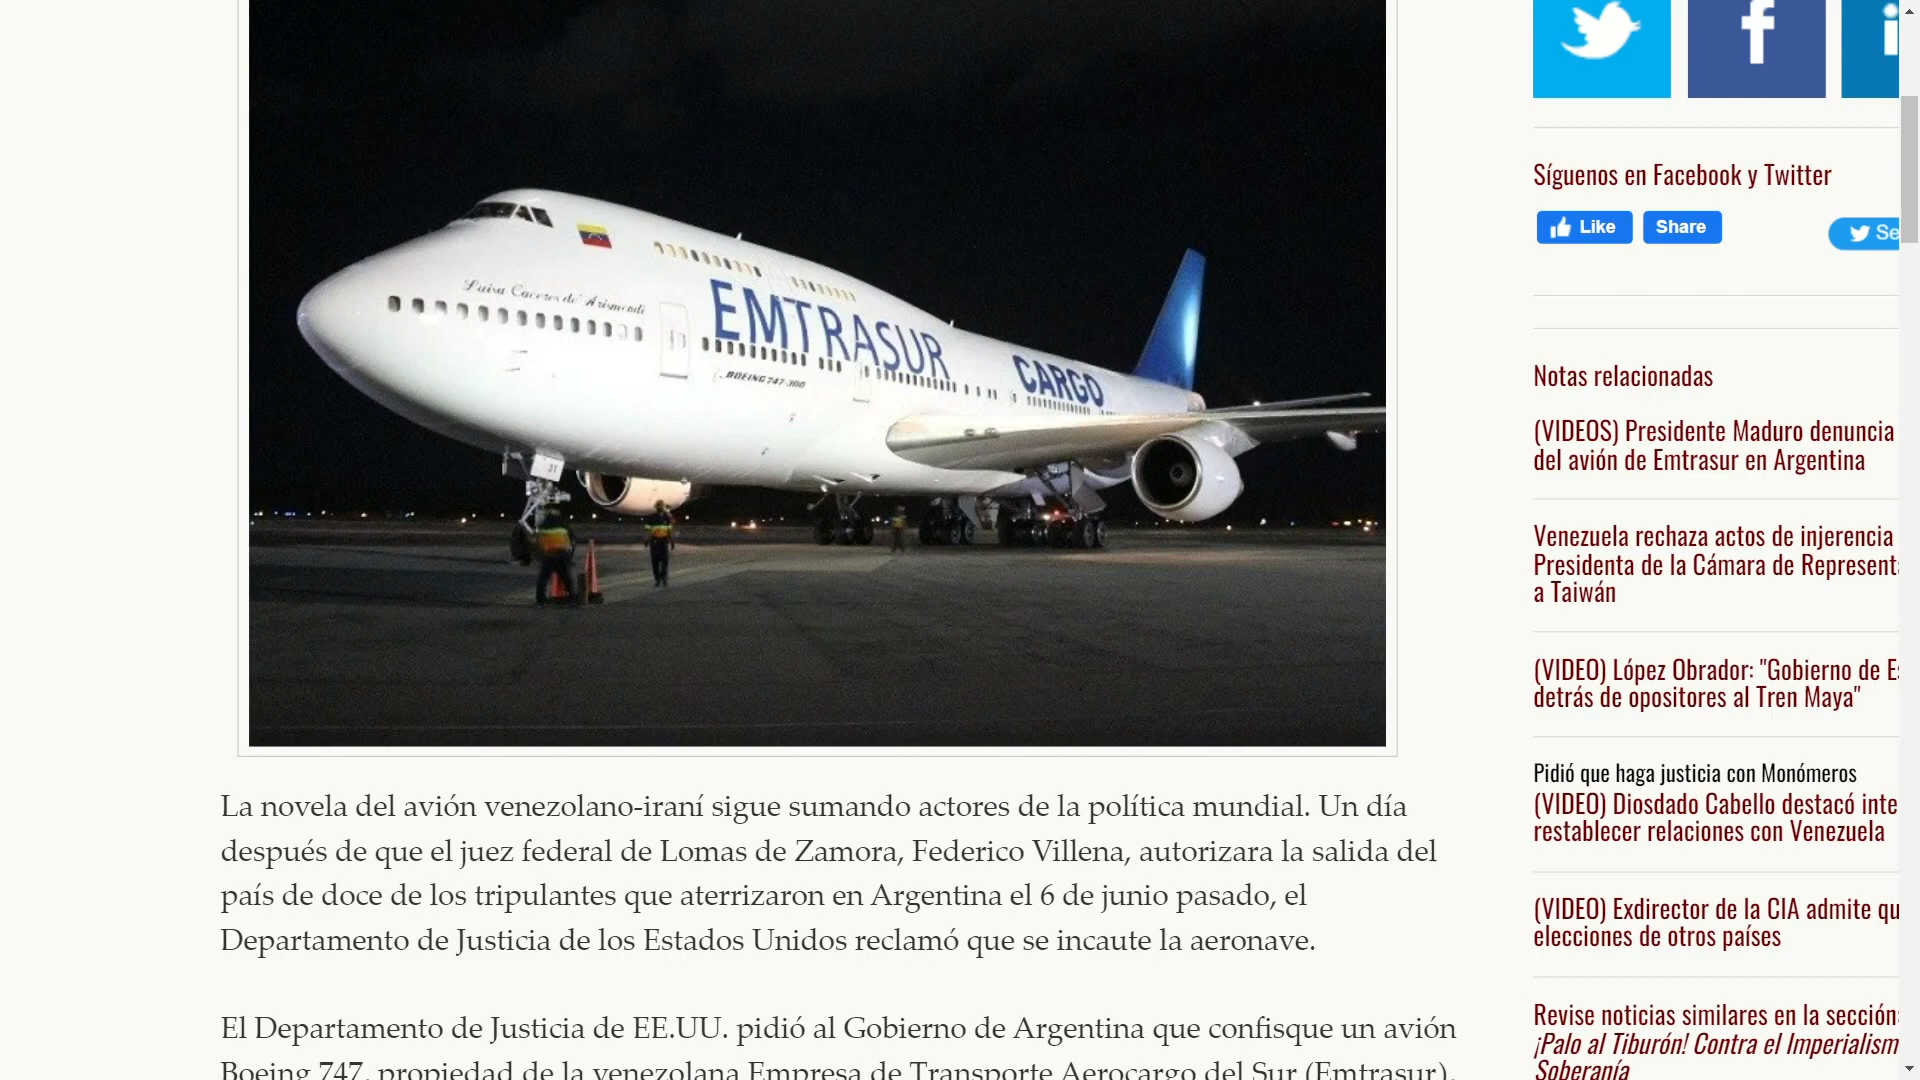 Síguenos en Facebook y Twitter
Like
Share
Luisa Caceres de Arismendi
EMTRASUR
CARGO
BOEING 747-300
31
La novela del avión venezolano-iraní sigue sumando actores de la política mundial. Un día
después de que el juez federal de Lomas de Zamora, Federico Villena, autorizara la salida del
país de doce de los tripulantes que aterrizaron en Argentina el 6 de junio pasado, el
Departamento de Justicia de los Estados Unidos reclamó que se incaute la aeronave.
El Departamento de Justicia de EE.UU. pidió al Gobierno de Argentina que confisque un avión
Boeing 747, propiedad de la venezolana Empresa de Transporte Aerocargo del Sur (Emtrasur),
Notas relacionadas
(VIDEOS) Presidente Maduro denuncia
del avión de Emtrasur en Argentina
Venezuela rechaza actos de injerencia
Presidenta de la Cámara de Represent
a Taiwán
(VIDEO) López Obrador: "Gobierno de E
detrás de opositores al Tren Maya"
Pidió que haga justicia con Monómeros
(VIDEO) Diosdado Cabello destacó inte
restablecer relaciones con Venezuela
(VIDEO) Exdirector de la CIA admite qu
elecciones de otros países
Revise noticias similares en la sección:
¡Palo al Tiburón! Contra el Imperialism
Soberanía